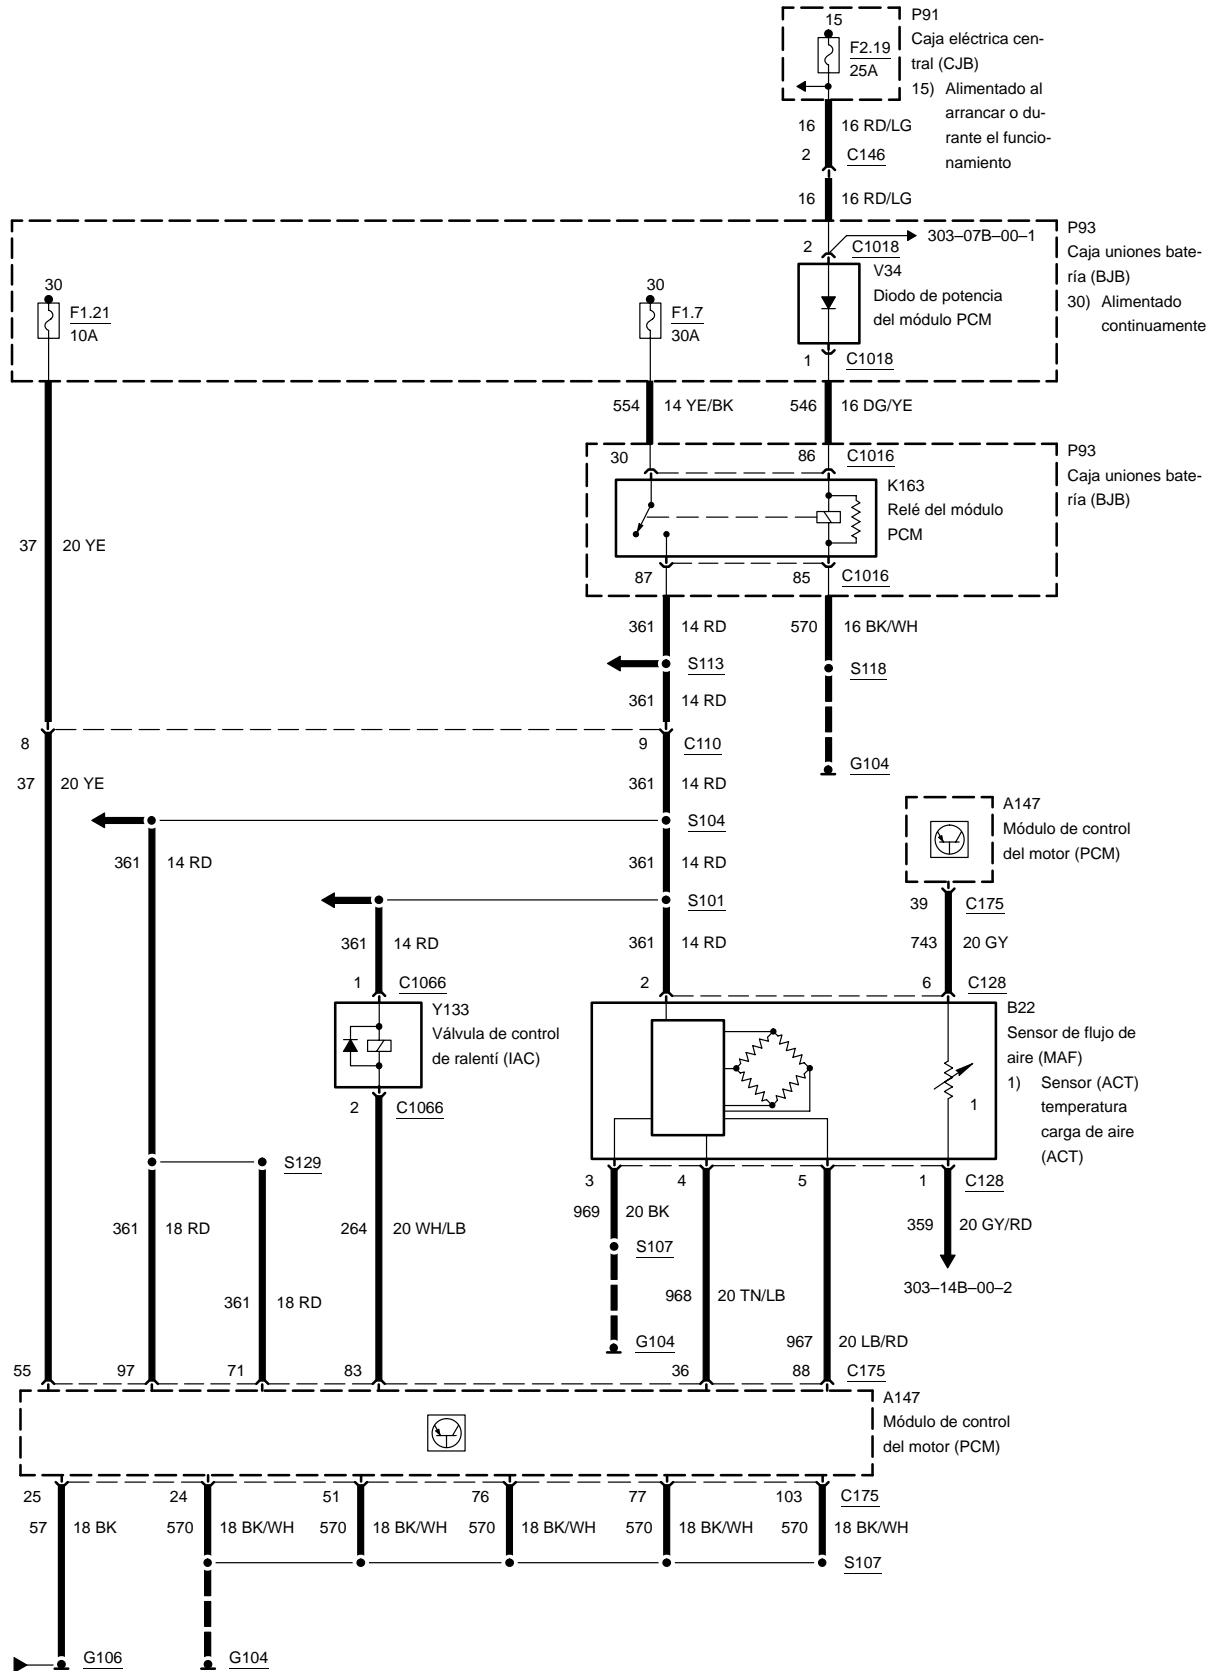 15
F2.19
25A
P91
Caja eléctrica cen-
tral (CJB)
15) Alimentado al
arrancar o du-
rante el funcio-
namiento
16 16 RD/LG
2 C146
16 16 RD/LG
303–07B–00–1
2 C1018
V34
Diodo de potencia
del módulo PCM
1 C1018
P93
Caja uniones bate-
ría (BJB)
30) Alimentado
continuamente
30
F1.21
10A
30
F1.7
30A
554 14 YE/BK
546 16 DG/YE
30 86 C1016
K163
Relé del módulo
PCM
P93
Caja uniones bate-
ría (BJB)
87 85 C1016
37 20 YE
361 14 RD
570 16 BK/WH
S113
S118
361 14 RD
8 9 C110
G104
37 20 YE
361 14 RD
S104
361 14 RD
361 14 RD
A147
Módulo de control
del motor (PCM)
S101
39 C175
361 14 RD
361 14 RD
743 20 GY
1 C1066
2 6 C128
Y133
Válvula de control
de ralentí (IAC)
B22
Sensor de flujo de
aire (MAF)
1) Sensor (ACT)
temperatura
carga de aire
(ACT)
1
2 C1066
S129
3 4 5 1 C128
361 18 RD
264 20 WH/LB
969 20 BK
359 20 GY/RD
S107
303–14B–00–2
361 18 RD
968 20 TN/LB
G104
967 20 LB/RD
55 97 71 83 36 88 C175
A147
Módulo de control
del motor (PCM)
25 24 51 76 77 103 C175
57 18 BK 570 18 BK/WH 570 18 BK/WH 570 18 BK/WH 570 18 BK/WH 570 18 BK/WH
S107
G106 G104